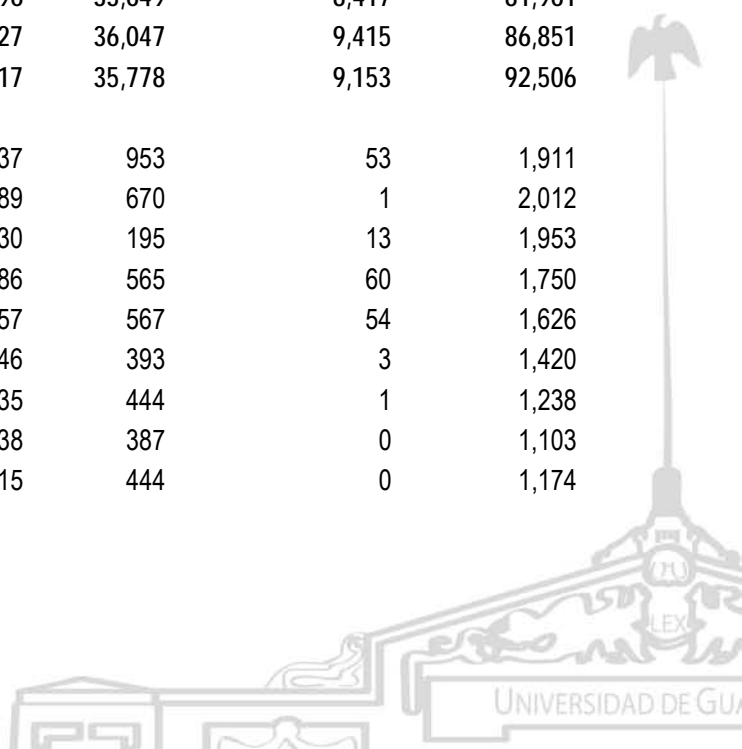 27 36,047 9,415 86,851
17 35,778 9,153 92,506
37 953 53 1,911
89 670 1 2,012
30 195 13 1,953
86 565 60 1,750
57 567 54 1,626
46 393 3 1,420
35 444 1 1,238
38 387 0 1,103
15 444 0 1,174
LEX
UNIVERSIDAD DE GUA